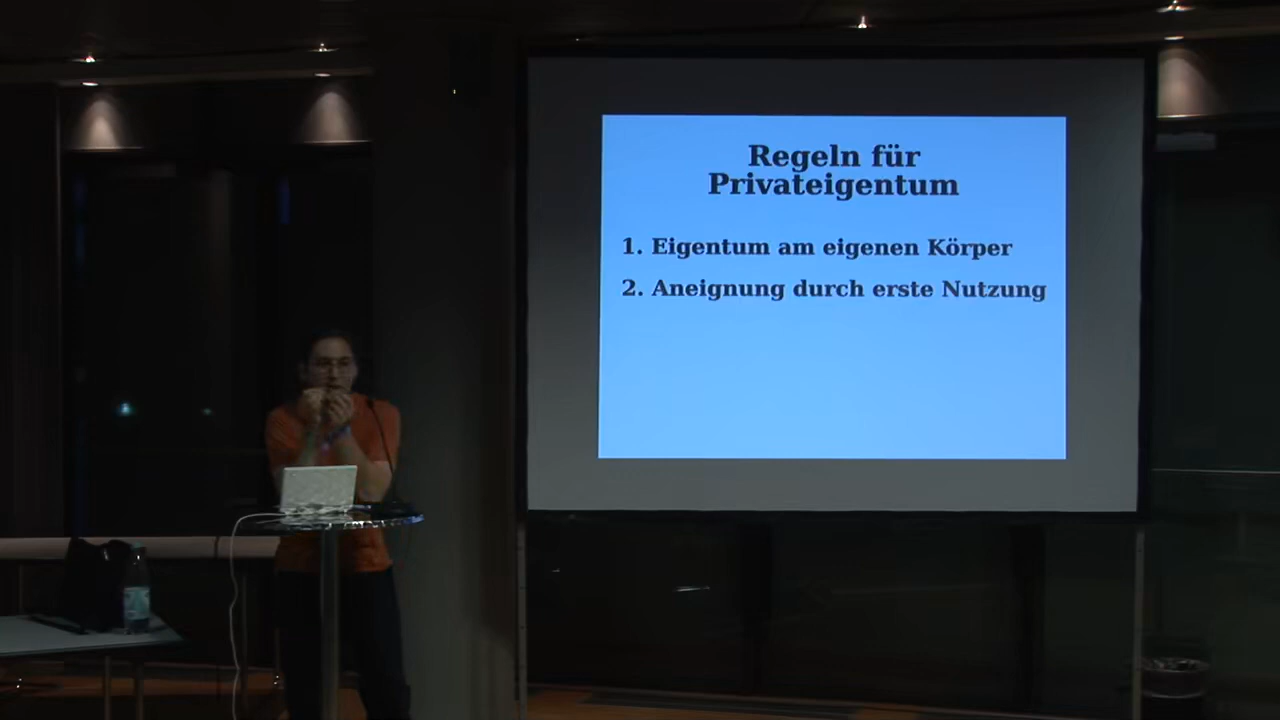 Regeln für
Privateigentum
1. Eigentum am eigenen Körper
2. Aneignung durch erste Nutzung